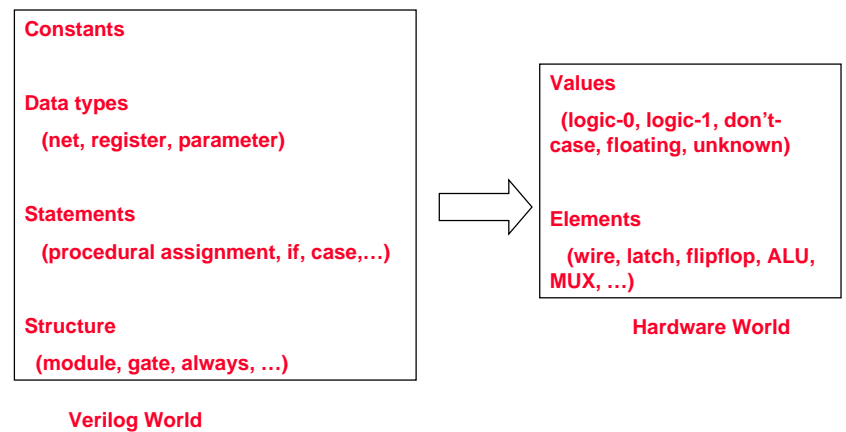 Constants
Data types
(net, register, parameter)
Statements
(procedural assignment, if, case,…)
Structure
(module, gate, always, …)
Verilog World
Values
(logic-0, logic-1, don’t-
case, floating, unknown)
Elements
(wire, latch, flipflop, ALU,
MUX, …)
Hardware World